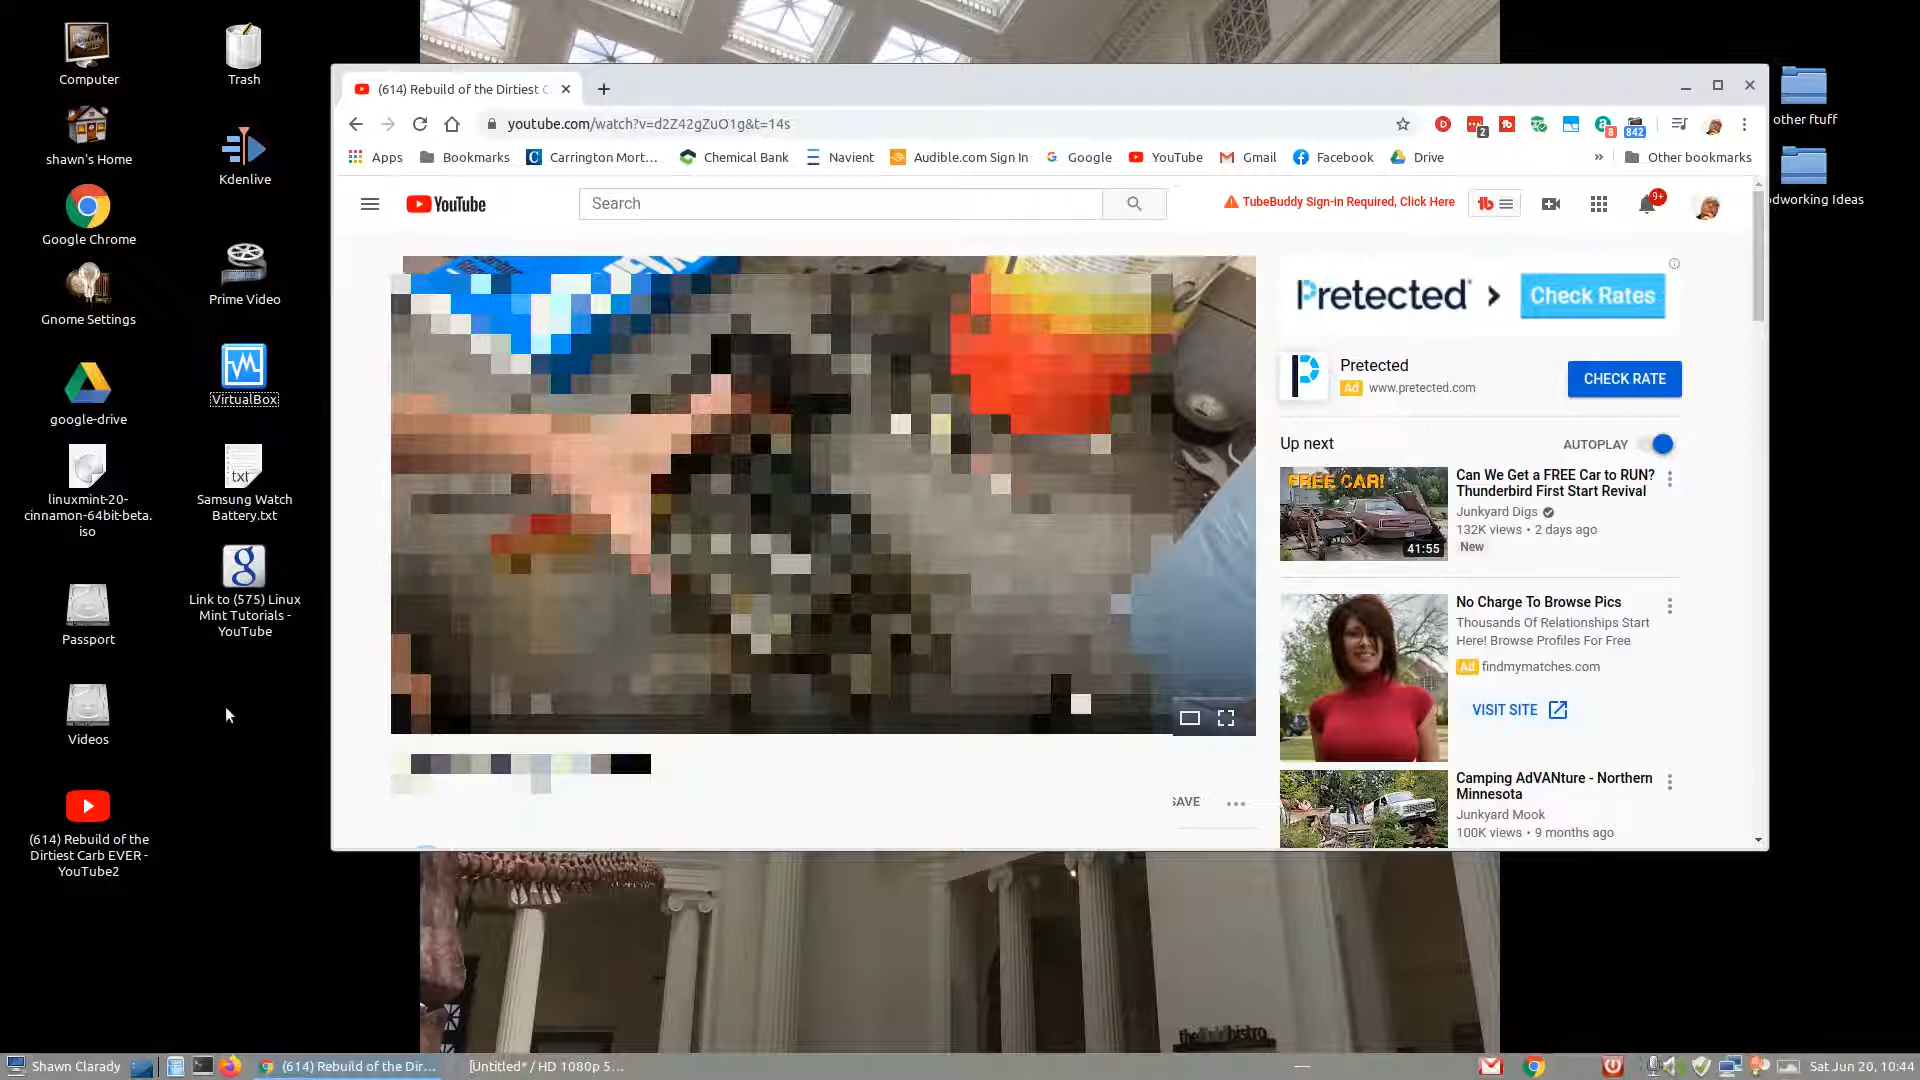 Computer
Trash
shawn's Home
Kdenlive
Google Chrome
Gnome Settings
Prime Video
google-drive
VirtualBox
linuxmint-20-
cinnamon-64bit-beta.
iso
txt
Samsung Watch
Battery.txt
Link to (575) Linux
Mint Tutorials -
YouTube
Passport
Videos
(614) Rebuild of the
Dirtiest Carb EVER -
YouTube2
other ftuff
dworking Ideas
(614) Rebuild of the Dirtiest C
youtube.com/watch?v=d2Z42gZuO1g&t=14s
2
8
842
Apps
Bookmarks
Carrington Mort...
Chemical Bank
Navient
Audible.com Sign In
Google
YouTube
Gmail
Facebook
Drive
»
Other bookmarks
YouTube
Search
TubeBuddy Sign-in Required, Click Here
9+
Pretected
Check Rates
Pretected
Ad www.pretected.com
CHECK RATE
Up next
AUTOPLAY
FREE CAR!
41:55
Can We Get a FREE Car to RUN?
Thunderbird First Start Revival
Junkyard Digs
132K views • 2 days ago
New
No Charge To Browse Pics
Thousands Of Relationships Start
Here! Browse Profiles For Free
Ad findmymatches.com
VISIT SITE
Camping AdVANture - Northern
Minnesota
Junkyard Mook
100K views • 9 months ago
SAVE
Shawn Clarady
(614) Rebuild of the Dir...
[Untitled* / HD 1080p 5...
Sat Jun 20, 10:44